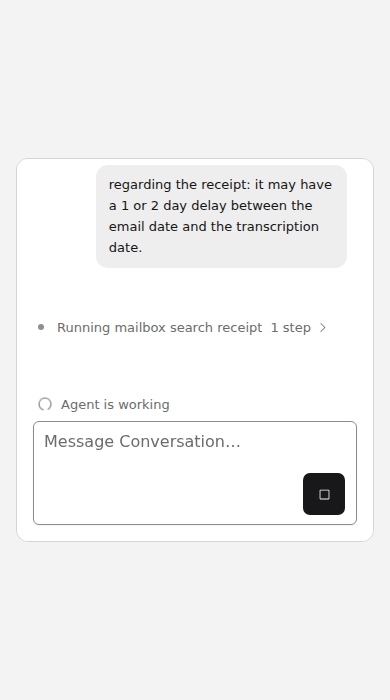 regarding the receipt: it may have
a 1 or 2 day delay between the
email date and the transcription
date.
Running mailbox search receipt 1 step
Agent is working
Message Conversation...